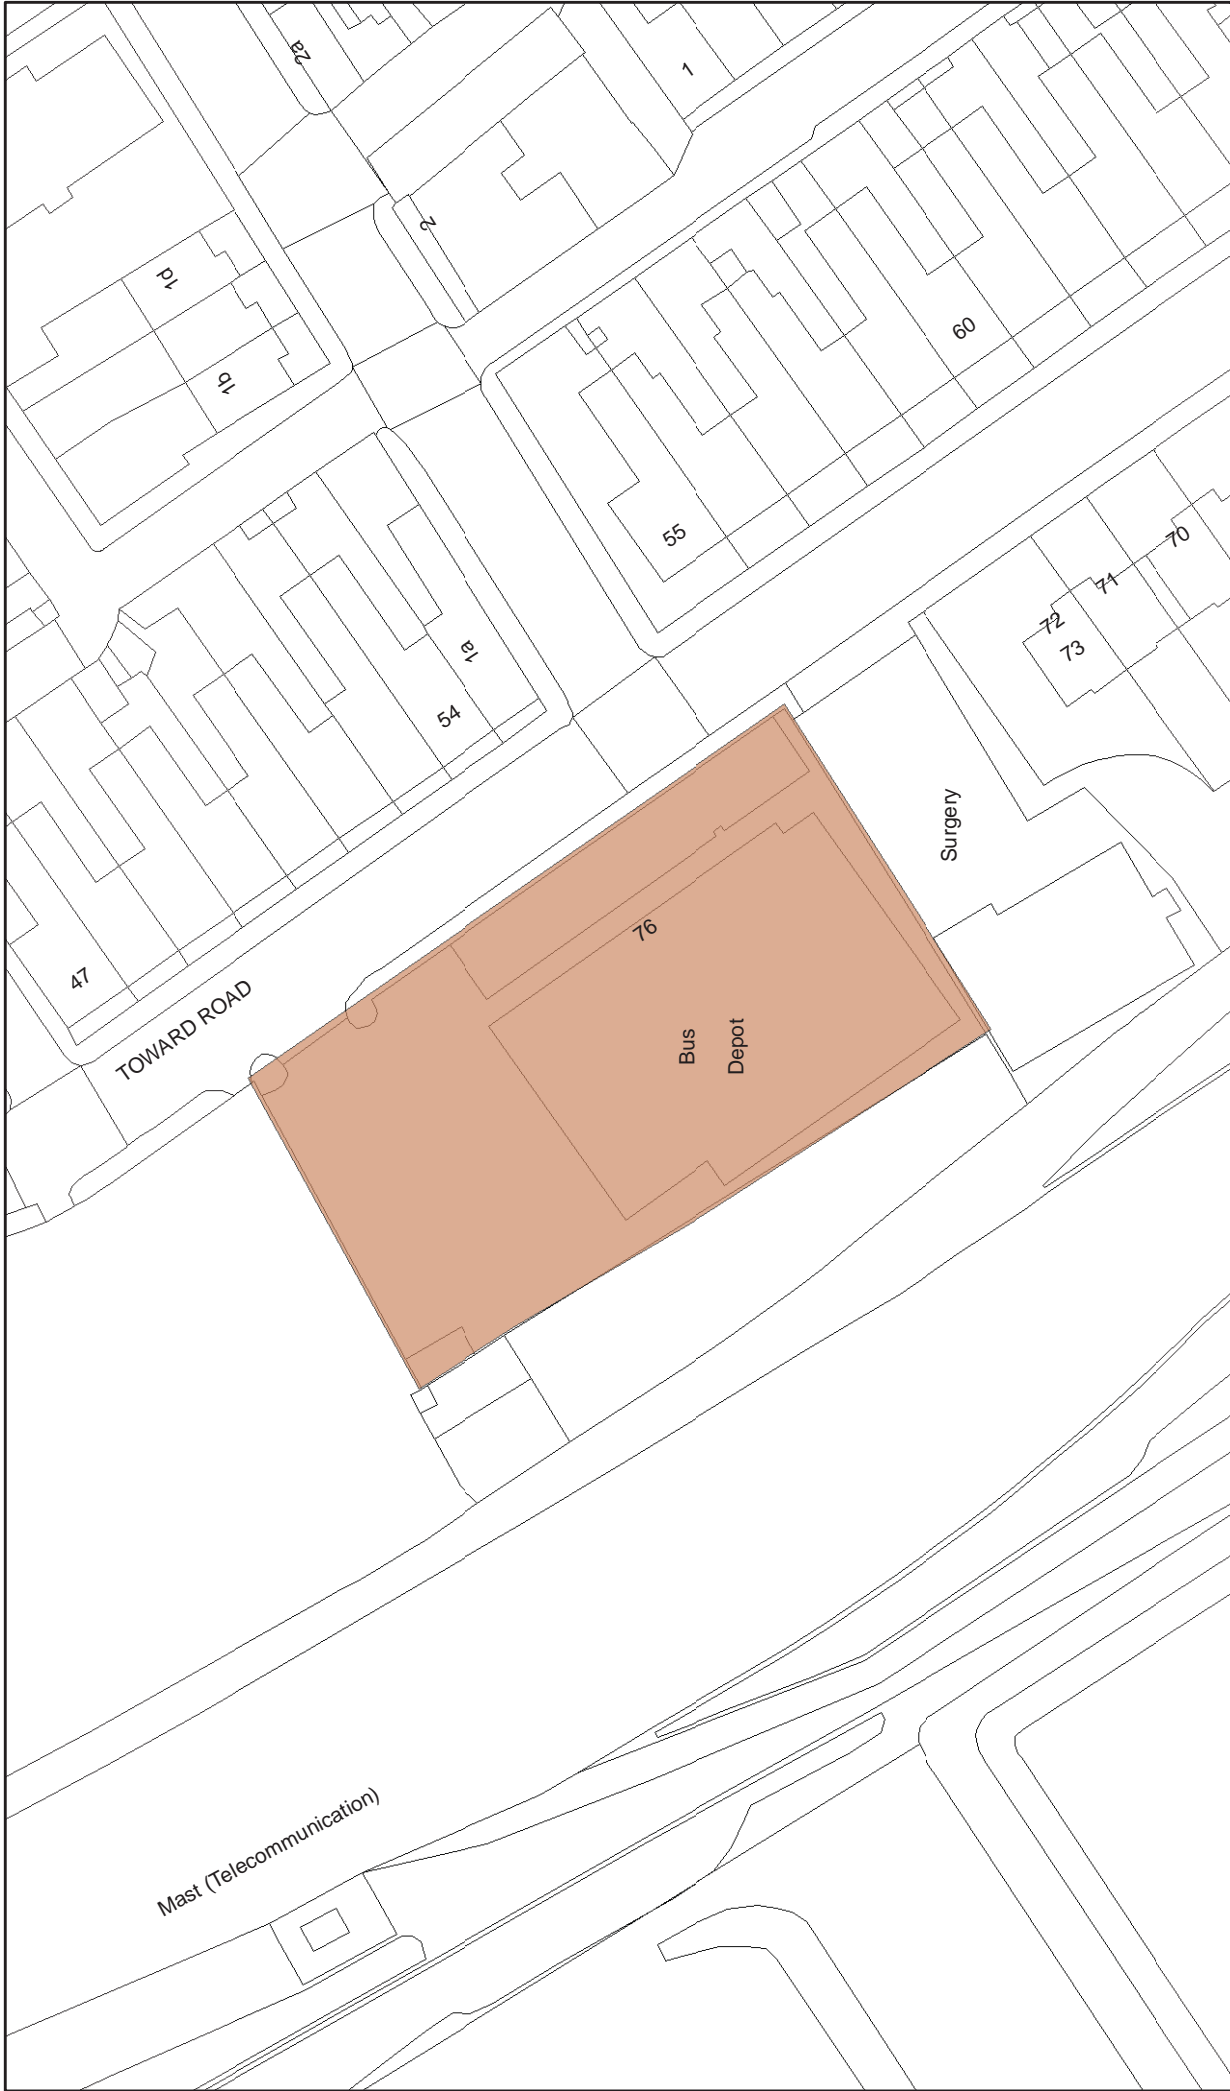 2a
1
2
1d
1b
60
55
70
71
72
73
1a
54
Surgery
76
47
TOWARD ROAD
Bus
Depot
Mast (Telecommunication)